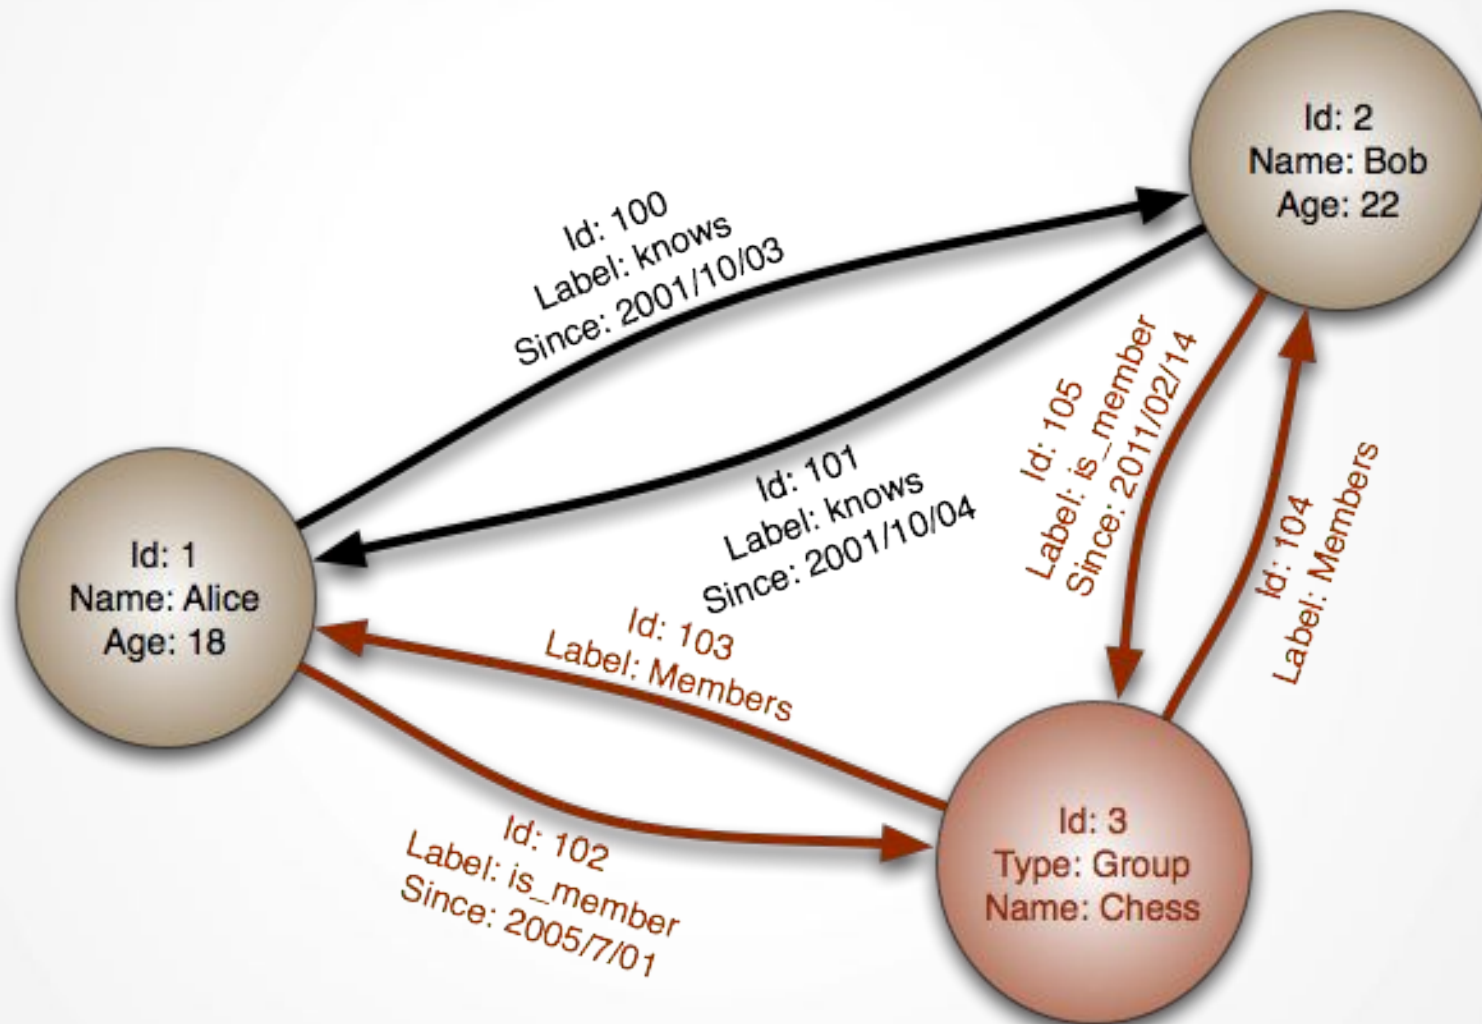 Id: 2
Name: Bob
Age: 22
Id: 100
Label: knows
Since: 2001/10/03
Id: 101
Label: knows
Since: 2001/10/04
Id: 105
Label: is_member
Since: 2011/02/14
Id: 104
Label: Members
Id: 1
Name: Alice
Age: 18
Id: 103
Label: Members
Id: 102
Label: is_member
Since: 2005/7/01
Id: 3
Type: Group
Name: Chess